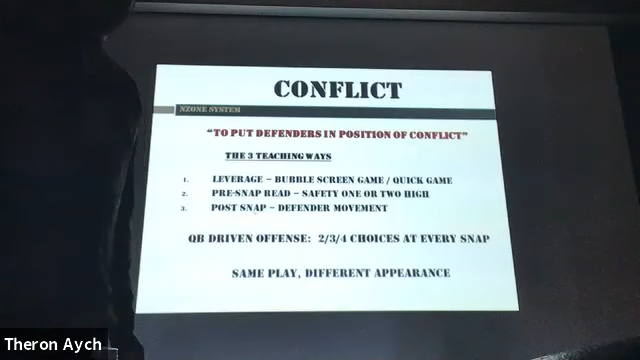 CONFLICT
NZONE SYSTEM
"TO PUT DEFENDERS IN POSITION OF CONFLICT"
THE 3 TEACHING WAYS
1. LEVERAGE – BUBBLE SCREEN GAME / QUICK GAME
2. PRE-SNAP READ – SAFETY ONE OR TWO HIGH
3. POST SNAP – DEFENDER MOVEMENT
QB DRIVEN OFFENSE: 2/3/4 CHOICES AT EVERY SNAP
SAME PLAY, DIFFERENT APPEARANCE
Theron Aych